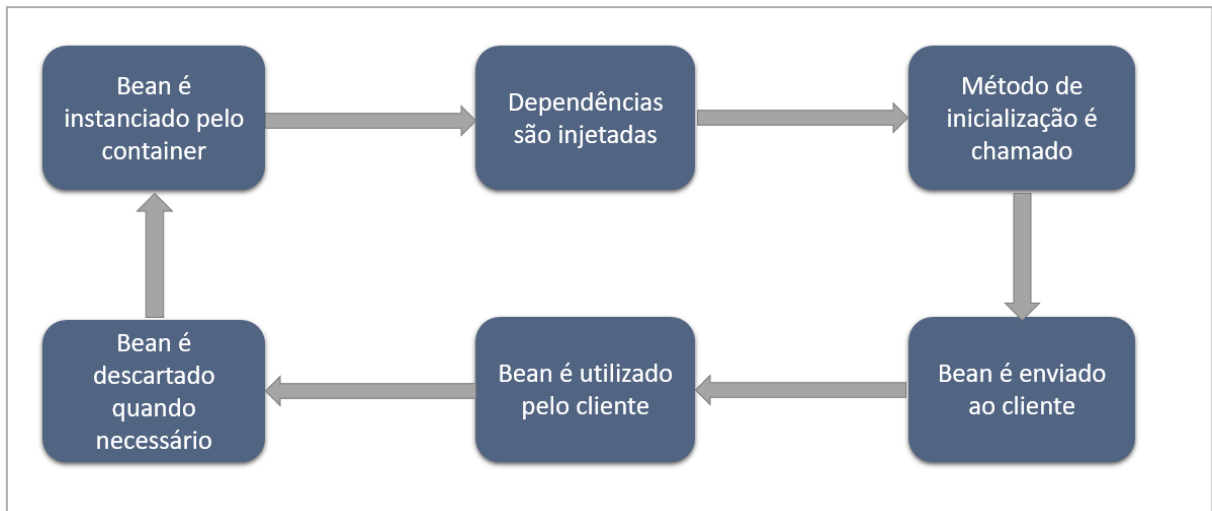 Bean é
instanciado pelo
container
Dependências
são injetadas
Método de
inicialização é
chamado
Bean é enviado
ao cliente
Bean é utilizado
pelo cliente
Bean é
descartado
quando
necessário